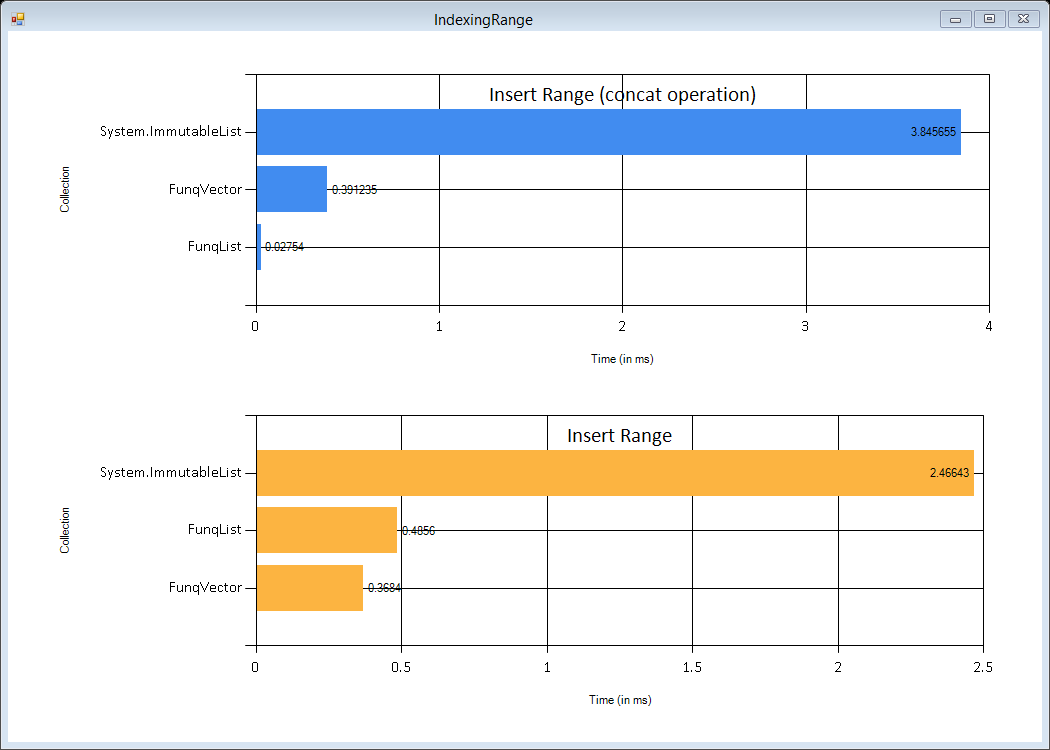 IndexingRange
Insert Range (concat operation)
System.ImmutableList
3.845655
FunqVector
0.391235
FunqList
0.02754
Collection
0 1 2 3 4
Time (in ms)
Insert Range
System.ImmutableList
2.46643
FunqList
0.4856
FunqVector
0.3684
Collection
0 0.5 1 1.5 2 2.5
Time (in ms)